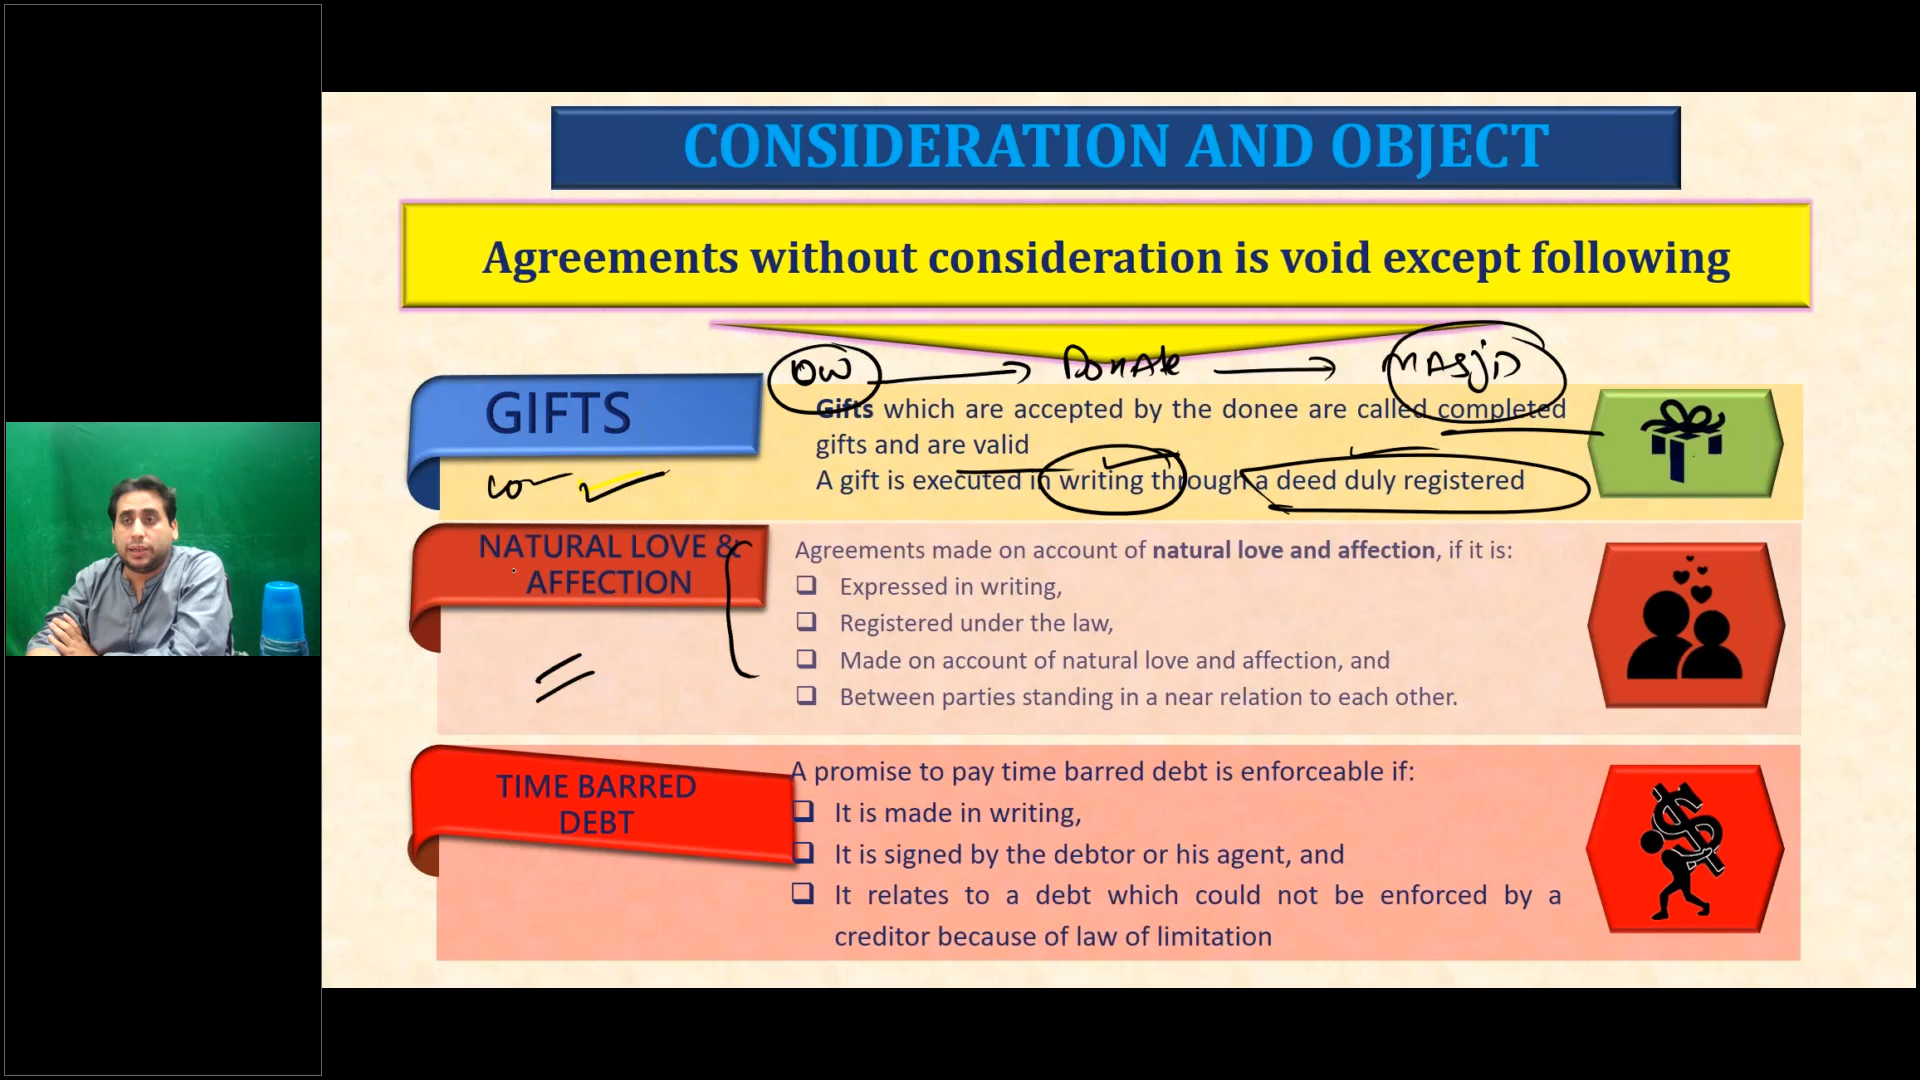 CONSIDERATION AND OBJECT
Agreements without consideration is void except following
Donate
MASJID
GIFTS
Gifts which are accepted by the donee are called completed
gifts and are valid
A gift is executed in writing through a deed duly registered
NATURAL LOVE &
AFFECTION
Agreements made on account of natural love and affection, if it is:
Expressed in writing,
Registered under the law,
Made on account of natural love and affection, and
Between parties standing in a near relation to each other.
TIME BARRED
DEBT
A promise to pay time barred debt is enforceable if:
It is made in writing,
It is signed by the debtor or his agent, and
It relates to a debt which could not be enforced by a
creditor because of law of limitation